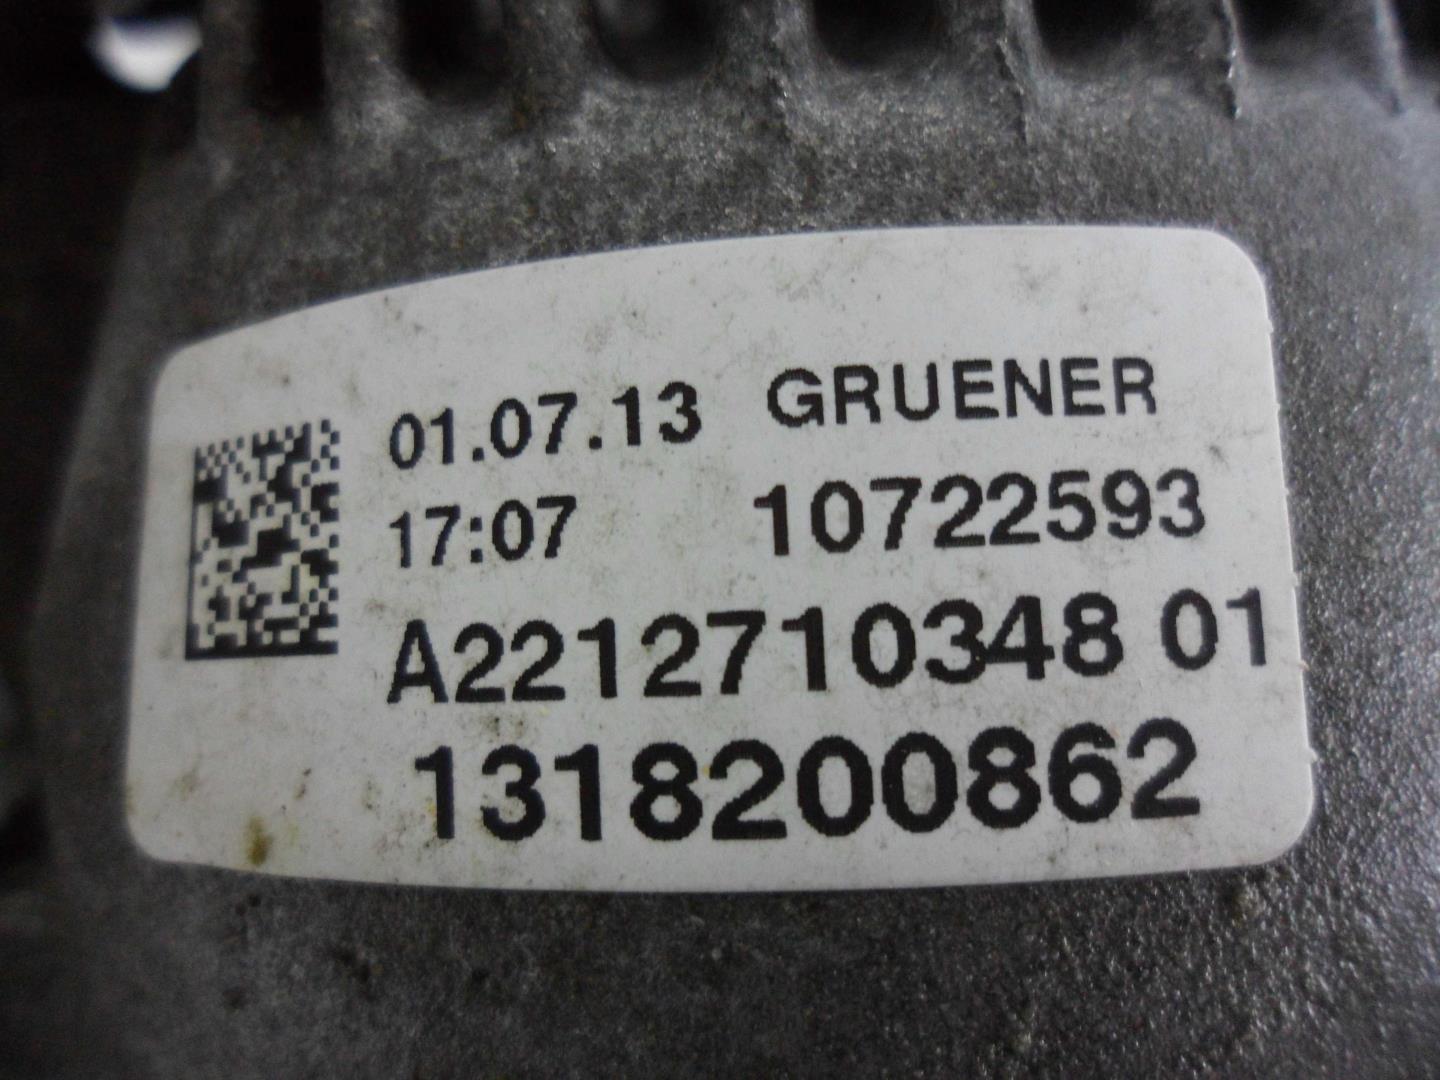 01.07.13 GRUENER
17:07 10722593
A2212710348 01
1318200862